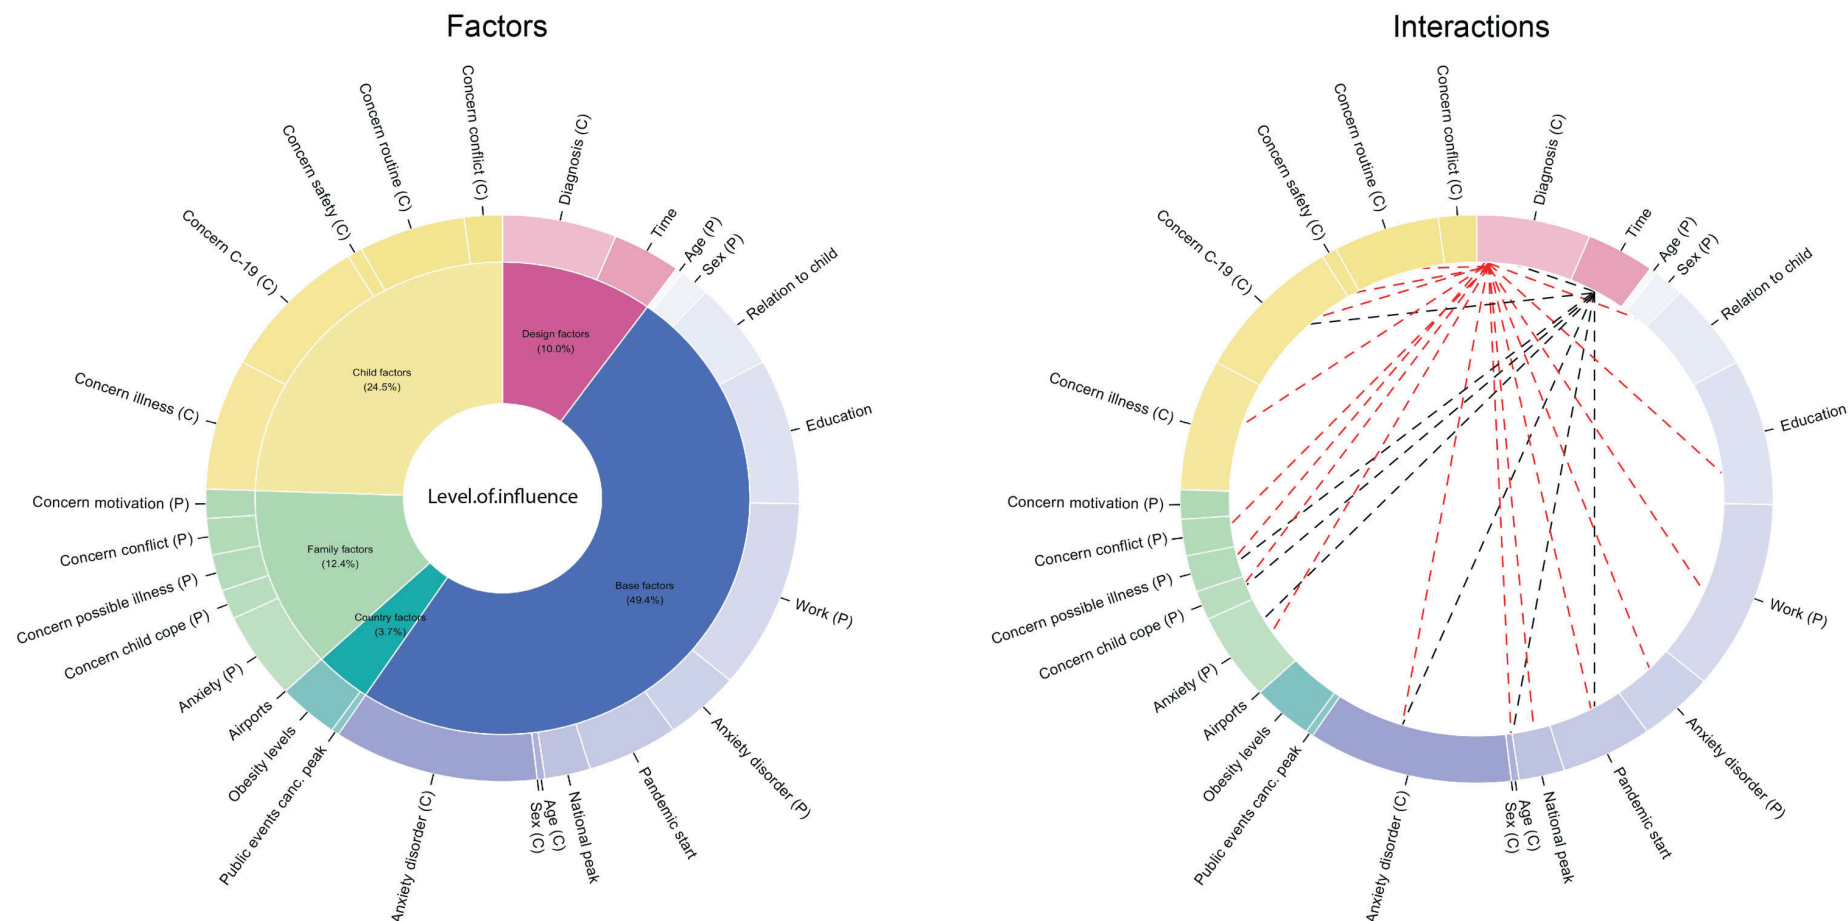 Factors
Concern conflict (C)
Concern routine (C)
Concern safety (C)
Concern C-19 (C)
Concern illness (C)
Concern motivation (P)
Concern conflict (P)
Concern possible illness (P)
Concern child cope (P)
Anxiety (P)
Airports
Obesity levels
Public events canc. peak
Anxiety disorder (C)
Sex (C)
Age (C)
National peak
Pandemic start
Anxiety disorder (P)
Work (P)
Education
Relation to child
Sex (P)
Age (P)
Time
Diagnosis (C)
Design factors
(10.0%)
Child factors
(24.5%)
Level.of.influence
Family factors
(12.4%)
Base factors
(49.4%)
Country factors
(3.7%)
Interactions
Concern conflict (C)
Concern routine (C)
Concern safety (C)
Concern C-19 (C)
Concern illness (C)
Concern motivation (P)
Concern conflict (P)
Concern possible illness (P)
Concern child cope (P)
Anxiety (P)
Airports
Obesity levels
Public events canc. peak
Anxiety disorder (C)
Sex (C)
Age (C)
National peak
Pandemic start
Anxiety disorder (P)
Work (P)
Education
Relation to child
Sex (P)
Age (P)
Time
Diagnosis (C)